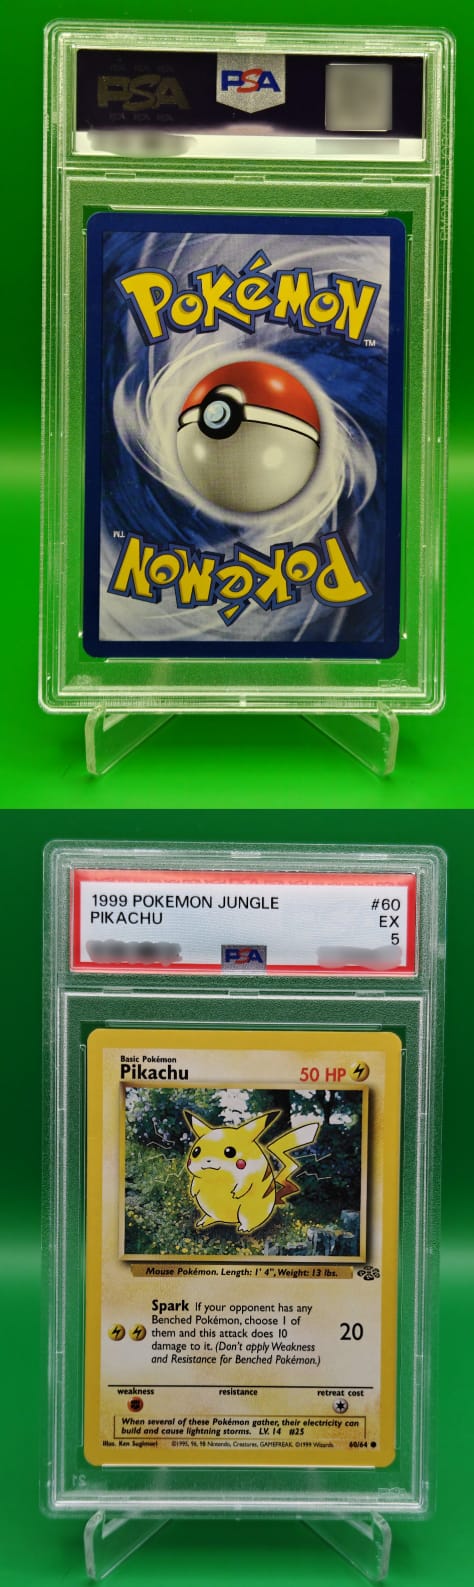 PSA
PSA
POKéMON
TM
POKéMON
TM
PSA
1999 POKEMON JUNGLE #60
PIKACHU EX
5
PSA
Basic Pokémon
Pikachu 50 HP
Mouse Pokémon. Length: 1' 4", Weight: 13 lbs.
Spark If your opponent has any
Benched Pokémon, choose 1 of
them and this attack does 10 20
damage to it. (Don't apply Weakness
and Resistance for Benched Pokémon.)
weakness resistance retreat cost
When several of these Pokémon gather, their electricity can
build and cause lightning storms. LV. 14 #25
Illus. Ken Sugimori ©1995, 96, 98 Nintendo, Creatures, GAMEFREAK. ©1999 Wizards. 60/64